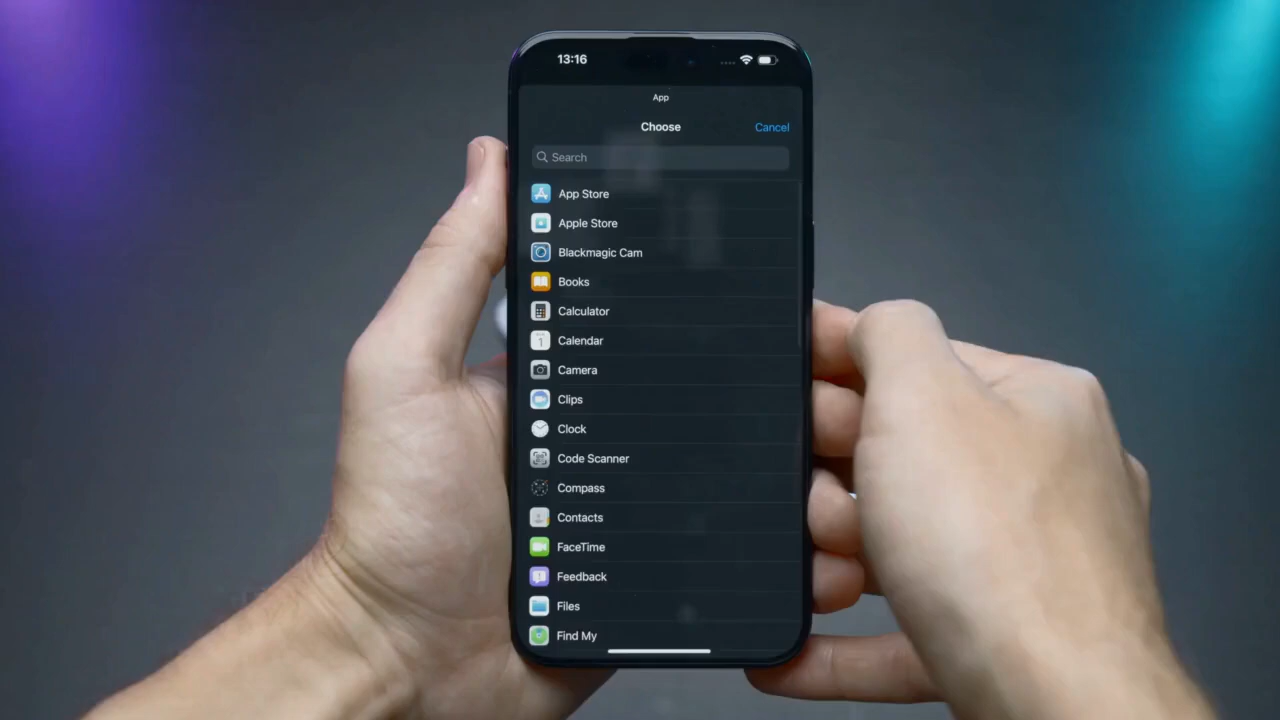 13:16
App
Choose
Cancel
Search
App Store
Apple Store
Blackmagic Cam
Books
Calculator
1
Calendar
Camera
Clips
Clock
Code Scanner
Compass
Contacts
FaceTime
Feedback
Files
Find My